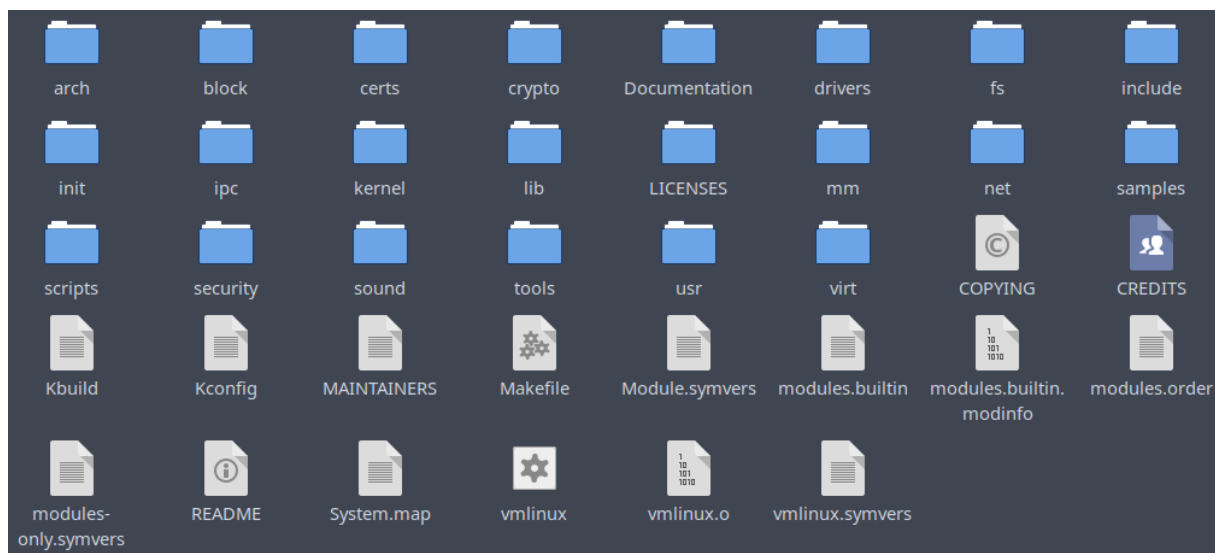 arch block certs crypto Documentation drivers fs include
init ipc kernel lib LICENSES mm net samples
scripts security sound tools usr virt COPYING CREDITS
Kbuild Kconfig MAINTAINERS Makefile Module.symvers modules.builtin modules.builtin. modules.order
modinfo
modules- README System.map vmlinux vmlinux.o vmlinux.symvers
only.symvers